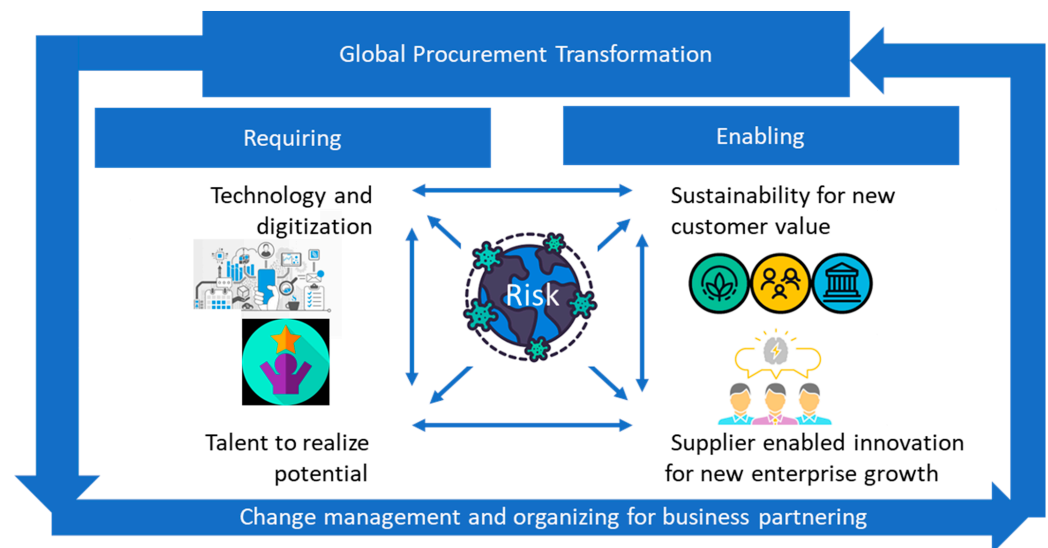 Global Procurement Transformation
Requiring
Enabling
Technology and
digitization
Sustainability for new
customer value
Risk
Talent to realize
potential
Supplier enabled innovation
for new enterprise growth
Change management and organizing for business partnering